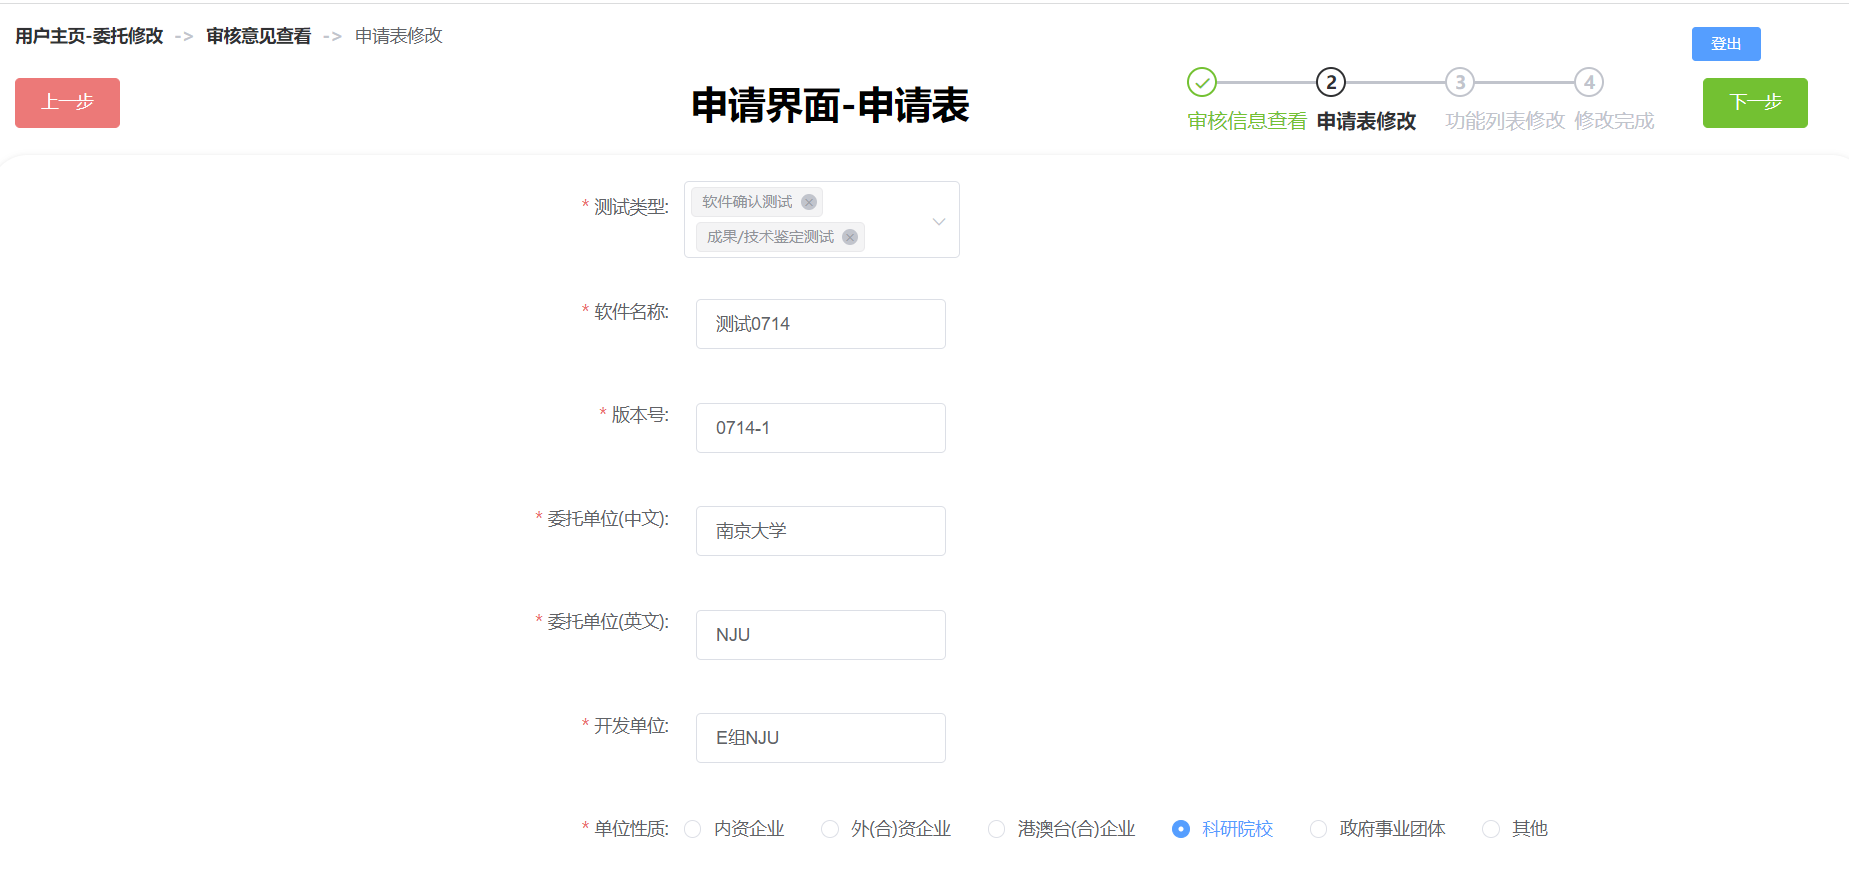 用户主页-委托修改 -> 审核意见查看 -> 申请表修改
登出
上一步
申请界面-申请表
2 3 4
审核信息查看 申请表修改 功能列表修改 修改完成
下一步
* 测试类型:
软件确认测试
成果/技术鉴定测试
* 软件名称:
测试0714
* 版本号:
0714-1
* 委托单位(中文):
南京大学
* 委托单位(英文):
NJU
* 开发单位:
E组NJU
* 单位性质: 内资企业 外(合)资企业 港澳台(合)企业 科研院校 政府事业团体 其他